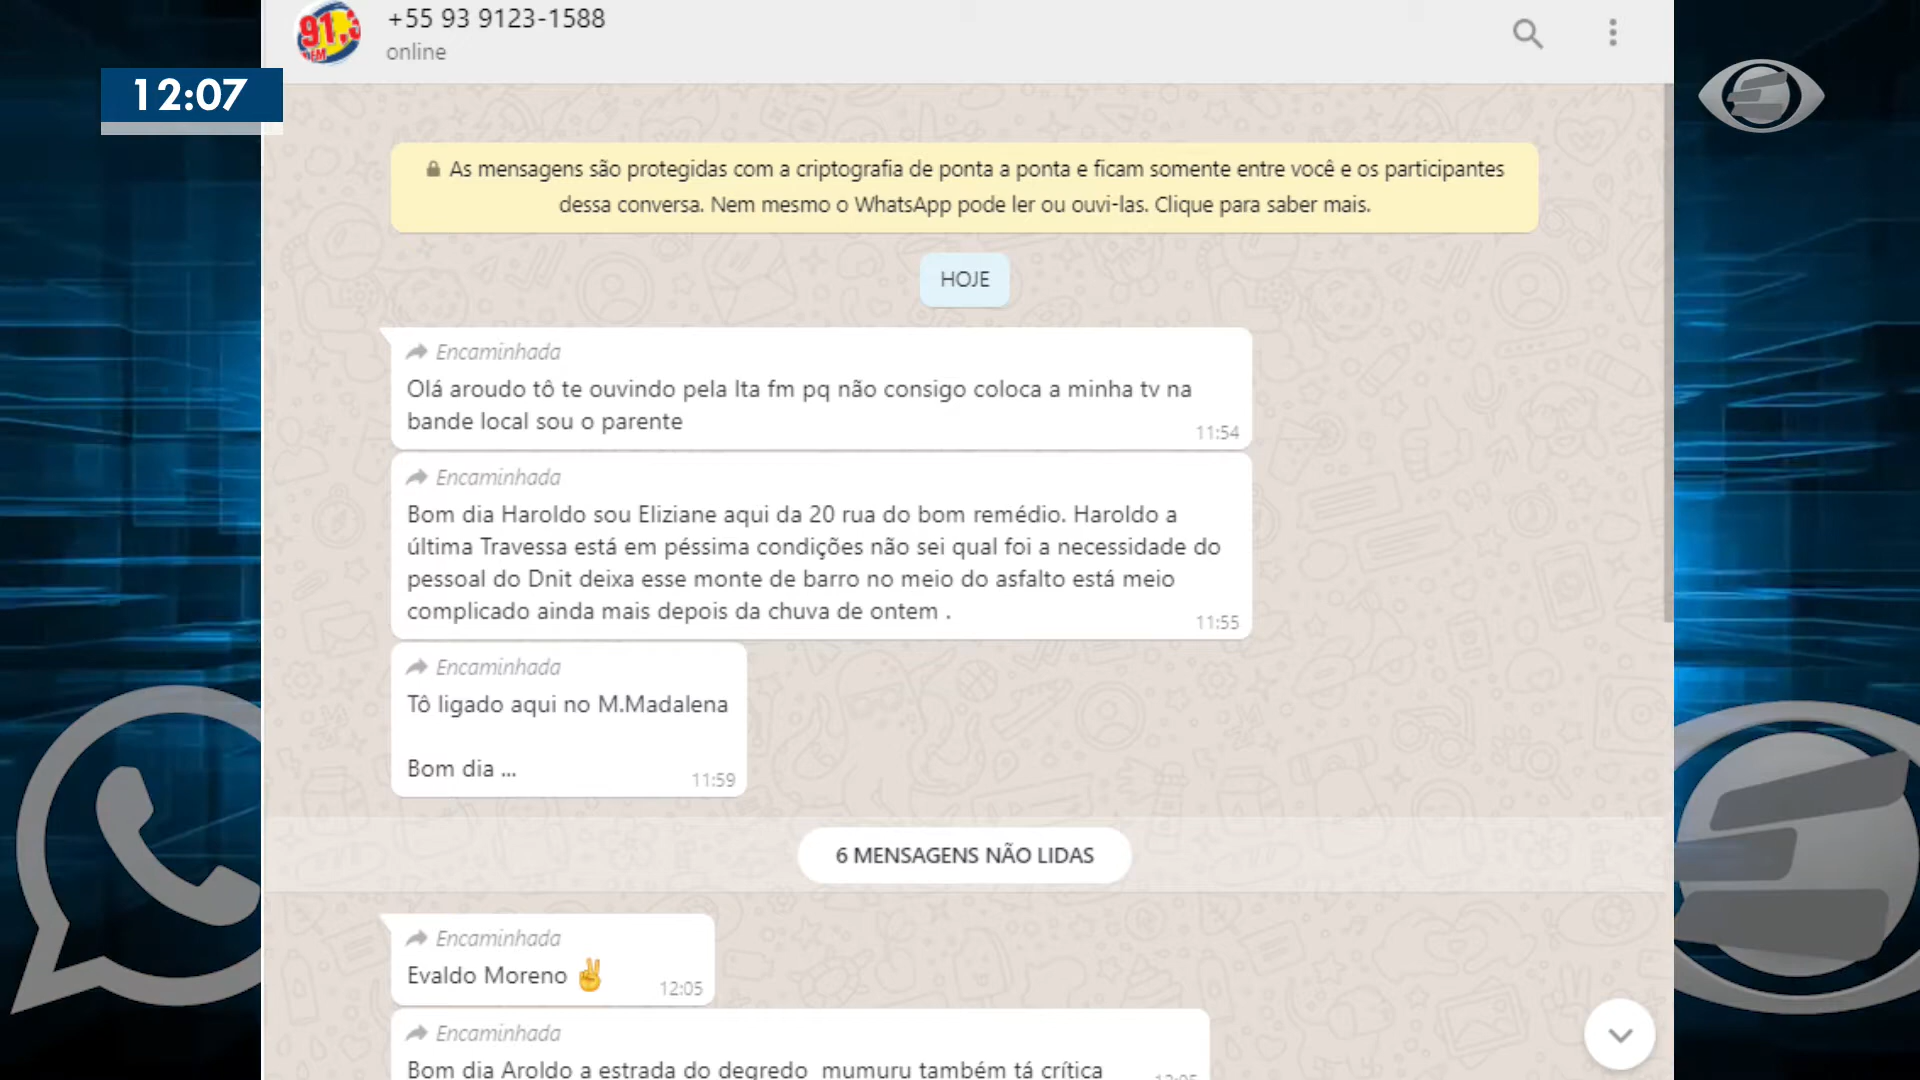 +55 93 9123-1588
91.3
FM
online
12:07
As mensagens são protegidas com a criptografia de ponta a ponta e ficam somente entre você e os participantes
dessa conversa. Nem mesmo o WhatsApp pode ler ou ouvi-las. Clique para saber mais.
HOJE
Encaminhada
Olá aroudo tô te ouvindo pela Ita fm pq não consigo coloca a minha tv na
bande local sou o parente
11:54
Encaminhada
Bom dia Haroldo sou Eliziane aqui da 20 rua do bom remédio. Haroldo a
última Travessa está em péssima condições não sei qual foi a necessidade do
pessoal do Dnit deixa esse monte de barro no meio do asfalto está meio
complicado ainda mais depois da chuva de ontem .
11:55
Encaminhada
Tô ligado aqui no M.Madalena
Bom dia ...
11:59
6 MENSAGENS NÃO LIDAS
Encaminhada
Evaldo Moreno ✌
12:05
Encaminhada
Bom dia Aroldo a estrada do degredo mumuru também tá crítica
12:05